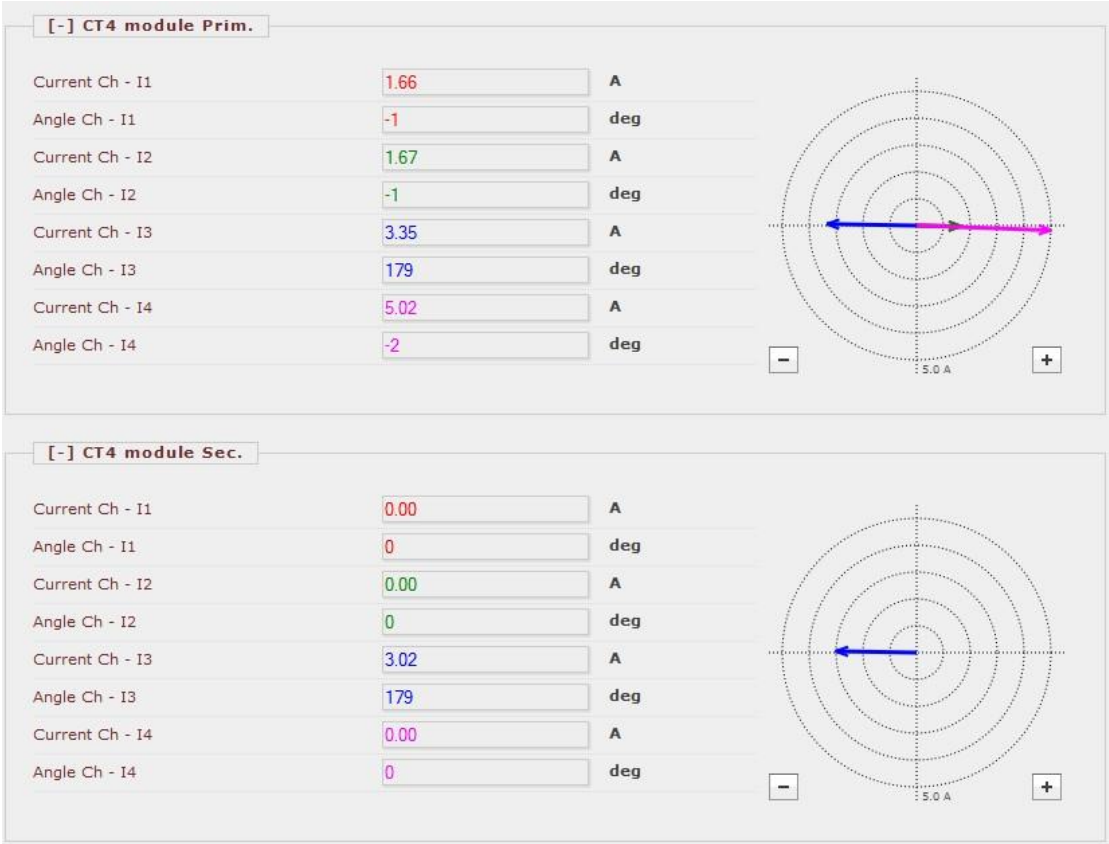 [-] CT4 module Prim.
Current Ch - I1 1.66 A
Angle Ch - I1 -1 deg
Current Ch - I2 1.67 A
Angle Ch - I2 -1 deg
Current Ch - I3 3.35 A
Angle Ch - I3 179 deg
Current Ch - I4 5.02 A
Angle Ch - I4 -2 deg
- 5.0 A +
[-] CT4 module Sec.
Current Ch - I1 0.00 A
Angle Ch - I1 0 deg
Current Ch - I2 0.00 A
Angle Ch - I2 0 deg
Current Ch - I3 3.02 A
Angle Ch - I3 179 deg
Current Ch - I4 0.00 A
Angle Ch - I4 0 deg
- 5.0 A +